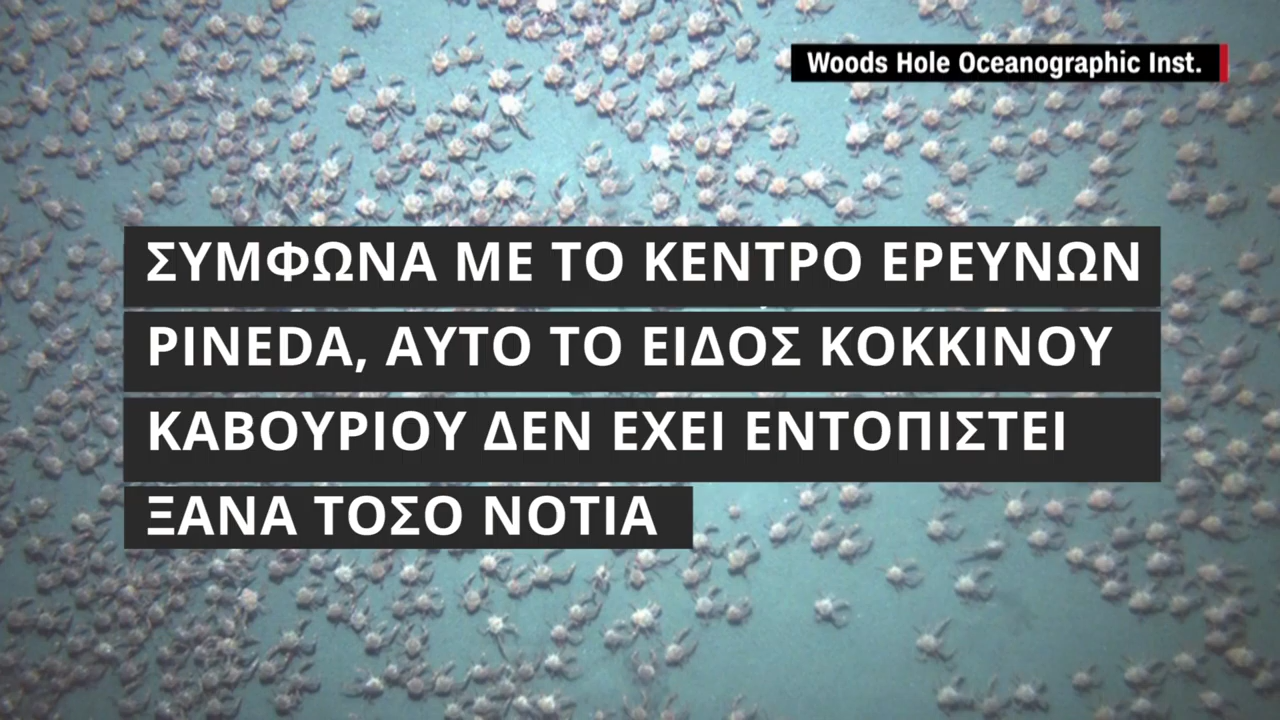 Woods Hole Oceanographic Inst.
ΣΥΜΦΩΝΑ ΜΕ ΤΟ ΚΕΝΤΡΟ ΕΡΕΥΝΩΝ
PINEDA, ΑΥΤΟ ΤΟ ΕΙΔΟΣ ΚΟΚΚΙΝΟΥ
ΚΑΒΟΥΡΙΟΥ ΔΕΝ ΕΧΕΙ ΕΝΤΟΠΙΣΤΕΙ
ΞΑΝΑ ΤΟΣΟ ΝΟΤΙΑ